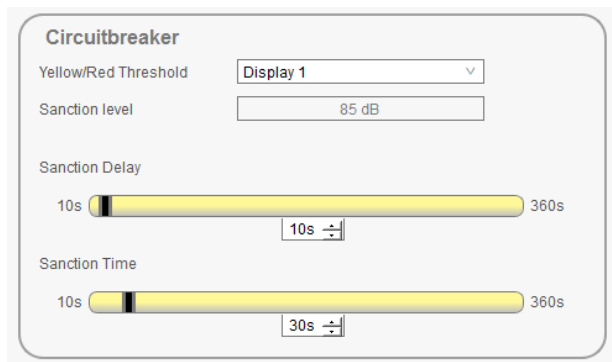 Circuitbreaker
Yellow/Red Threshold Display 1
Sanction level 85 dB
Sanction Delay
10s 360s
10s
Sanction Time
10s 360s
30s